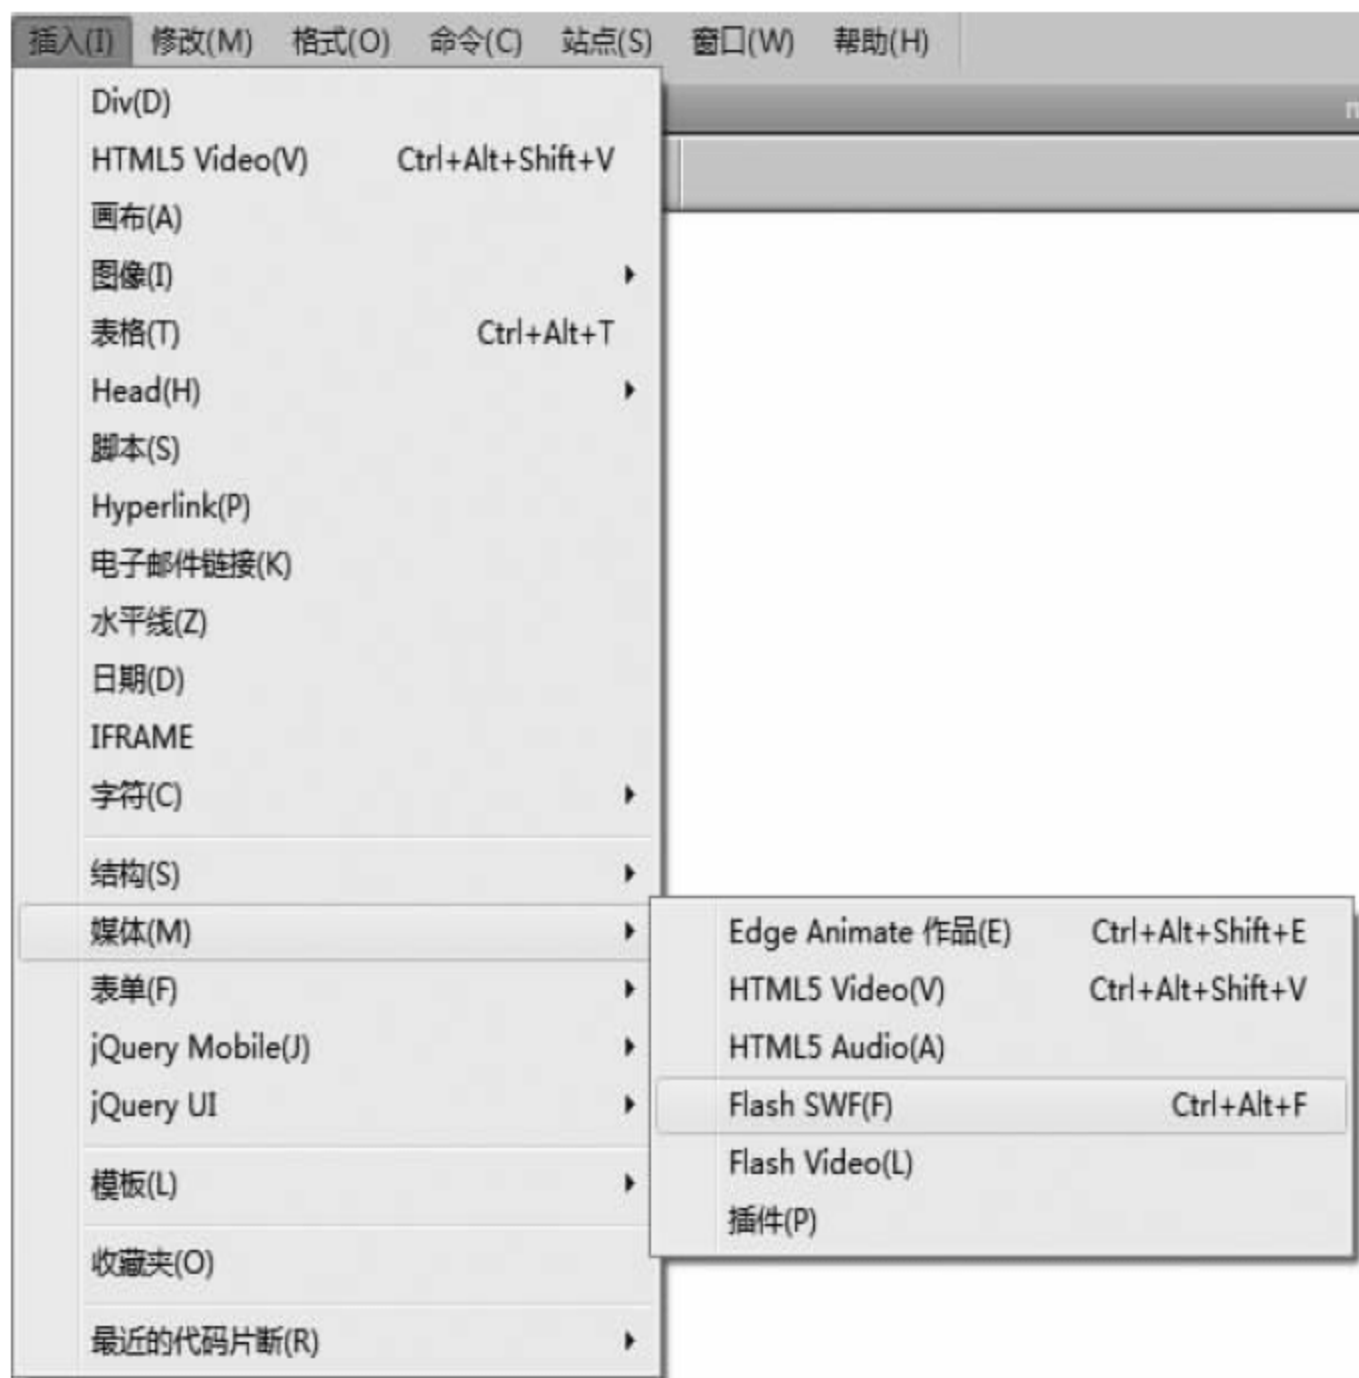 插入(I) 修改(M) 格式(O) 命令(C) 站点(S) 窗口(W) 帮助(H)
Div(D)
HTML5 Video(V) Ctrl+Alt+Shift+V
画布(A)
图像(I)
表格(T) Ctrl+Alt+T
Head(H)
脚本(S)
Hyperlink(P)
电子邮件链接(K)
水平线(Z)
日期(D)
IFRAME
字符(C)
结构(S)
媒体(M)
表单(F)
jQuery Mobile(J)
jQuery UI
模板(L)
收藏夹(O)
最近的代码片断(R)
Edge Animate 作品(E) Ctrl+Alt+Shift+E
HTML5 Video(V) Ctrl+Alt+Shift+V
HTML5 Audio(A)
Flash SWF(F) Ctrl+Alt+F
Flash Video(L)
插件(P)